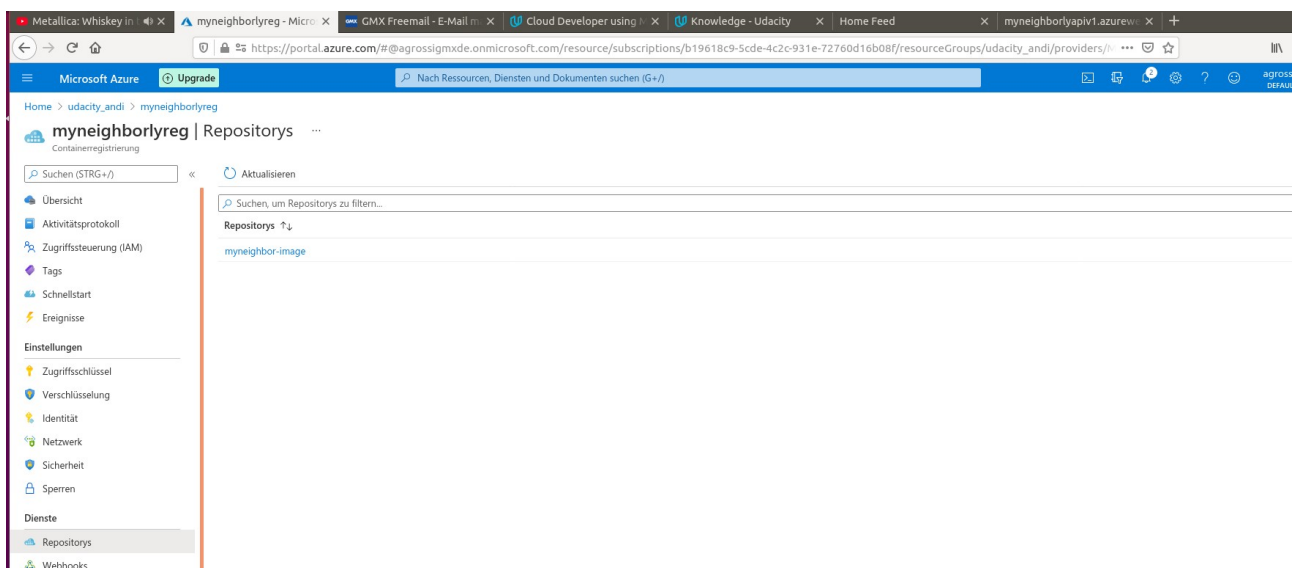 Metallica: Whiskey in t
myneighborlyreg - Micro
GMX GMX Freemail - E-Mail m
Cloud Developer using M
Knowledge - Udacity
Home Feed
myneighborlyapiv1.azurewe
https://portal.azure.com/#@agrossigmxde.onmicrosoft.com/resource/subscriptions/b19618c9-5cde-4c2c-931e-72760d16b08f/resourceGroups/udacity_andi/providers/M
Microsoft Azure
Upgrade
Nach Ressourcen, Diensten und Dokumenten suchen (G+/)
2
agross
DEFAUL
Home > udacity_andi > myneighborlyreg
myneighborlyreg | Repositorys ...
Containerregistrierung
Suchen (STRG+/)
«
Aktualisieren
Übersicht
Suchen, um Repositorys zu filtern...
Aktivitätsprotokoll
Repositorys ↑↓
Zugriffssteuerung (IAM)
myneighbor-image
Tags
Schnellstart
Ereignisse
Einstellungen
Zugriffsschlüssel
Verschlüsselung
Identität
Netzwerk
Sicherheit
Sperren
Dienste
Repositorys
Webhooks